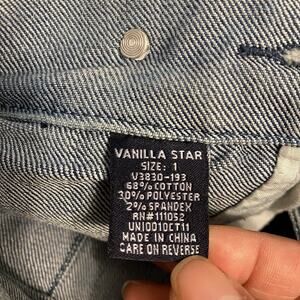 VANILLA STAR
SIZE: 1
V3830-193
68% COTTON
30% POLYESTER
2% SPANDEX
RN#111052
UNI0010CT11
MADE IN CHINA
CARE ON REVERSE